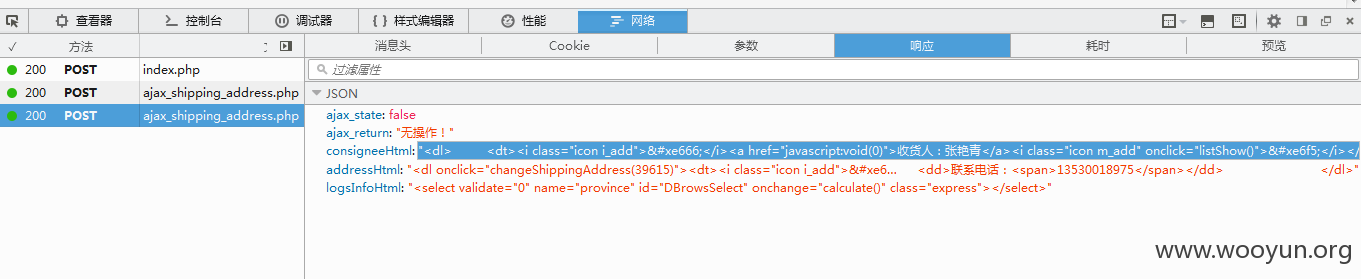 查看器 控制台 调试器 { } 样式编辑器 性能 网络
✓ 方法 消息头 Cookie 参数 响应 耗时 预览
200 POST index.php
过滤属性
200 POST ajax_shipping_address.php
JSON
200 POST ajax_shipping_address.php
ajax_state: false
ajax_return: "无操作！"
consigneeHtml: "<dl> <dt><i class="icon i_add">&#xe666;</i><a href="javascript:void(0)">收货人：张艳青</a><i class="icon m_add" onclick="listShow()">&#xe6f5;</i></
addressHtml: "<dl onclick="changeShippingAddress(39615)"><dt><i class="icon i_add">&#xe6... <dd>联系电话：<span>13530018975</span></dd> </dl>"
logsInfoHtml: "<select validate="0" name="province" id="DBrowsSelect" onchange="calculate()" class="express"></select>"
www.wooyun.org